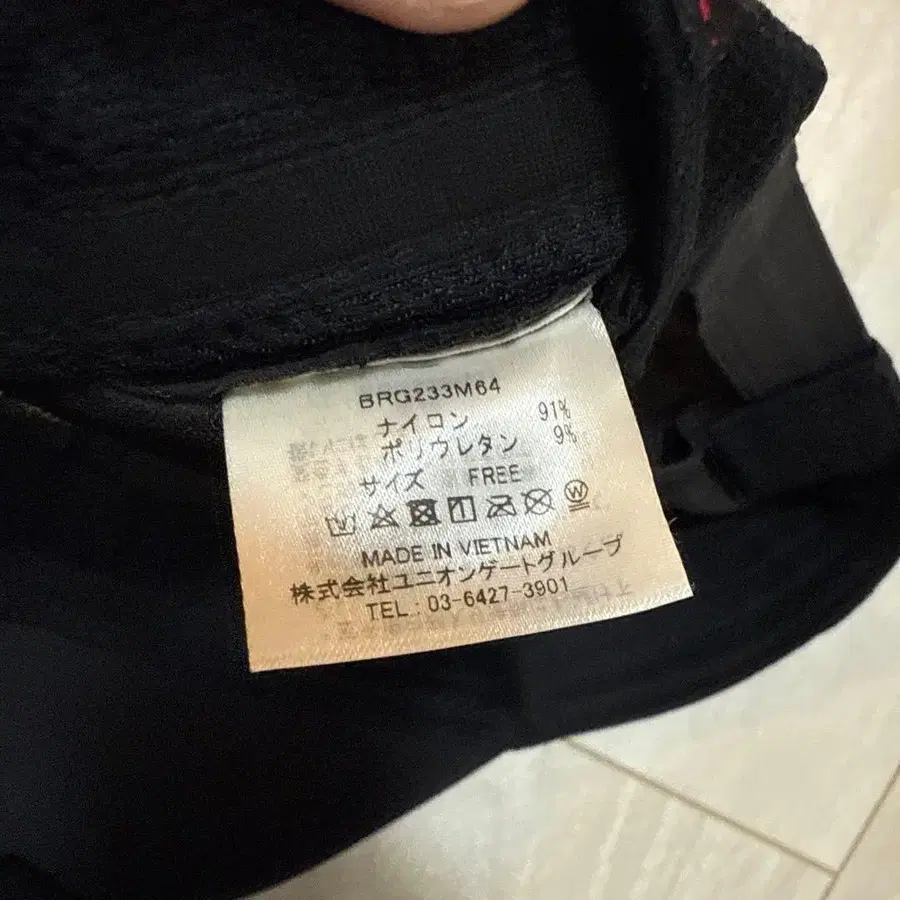 BRG233M64
ナイロン 91%
ポリウレタン 9%
サイズ FREE
MADE IN VIETNAM
株式会社ユニオンゲートグループ
TEL : 03-6427-3901